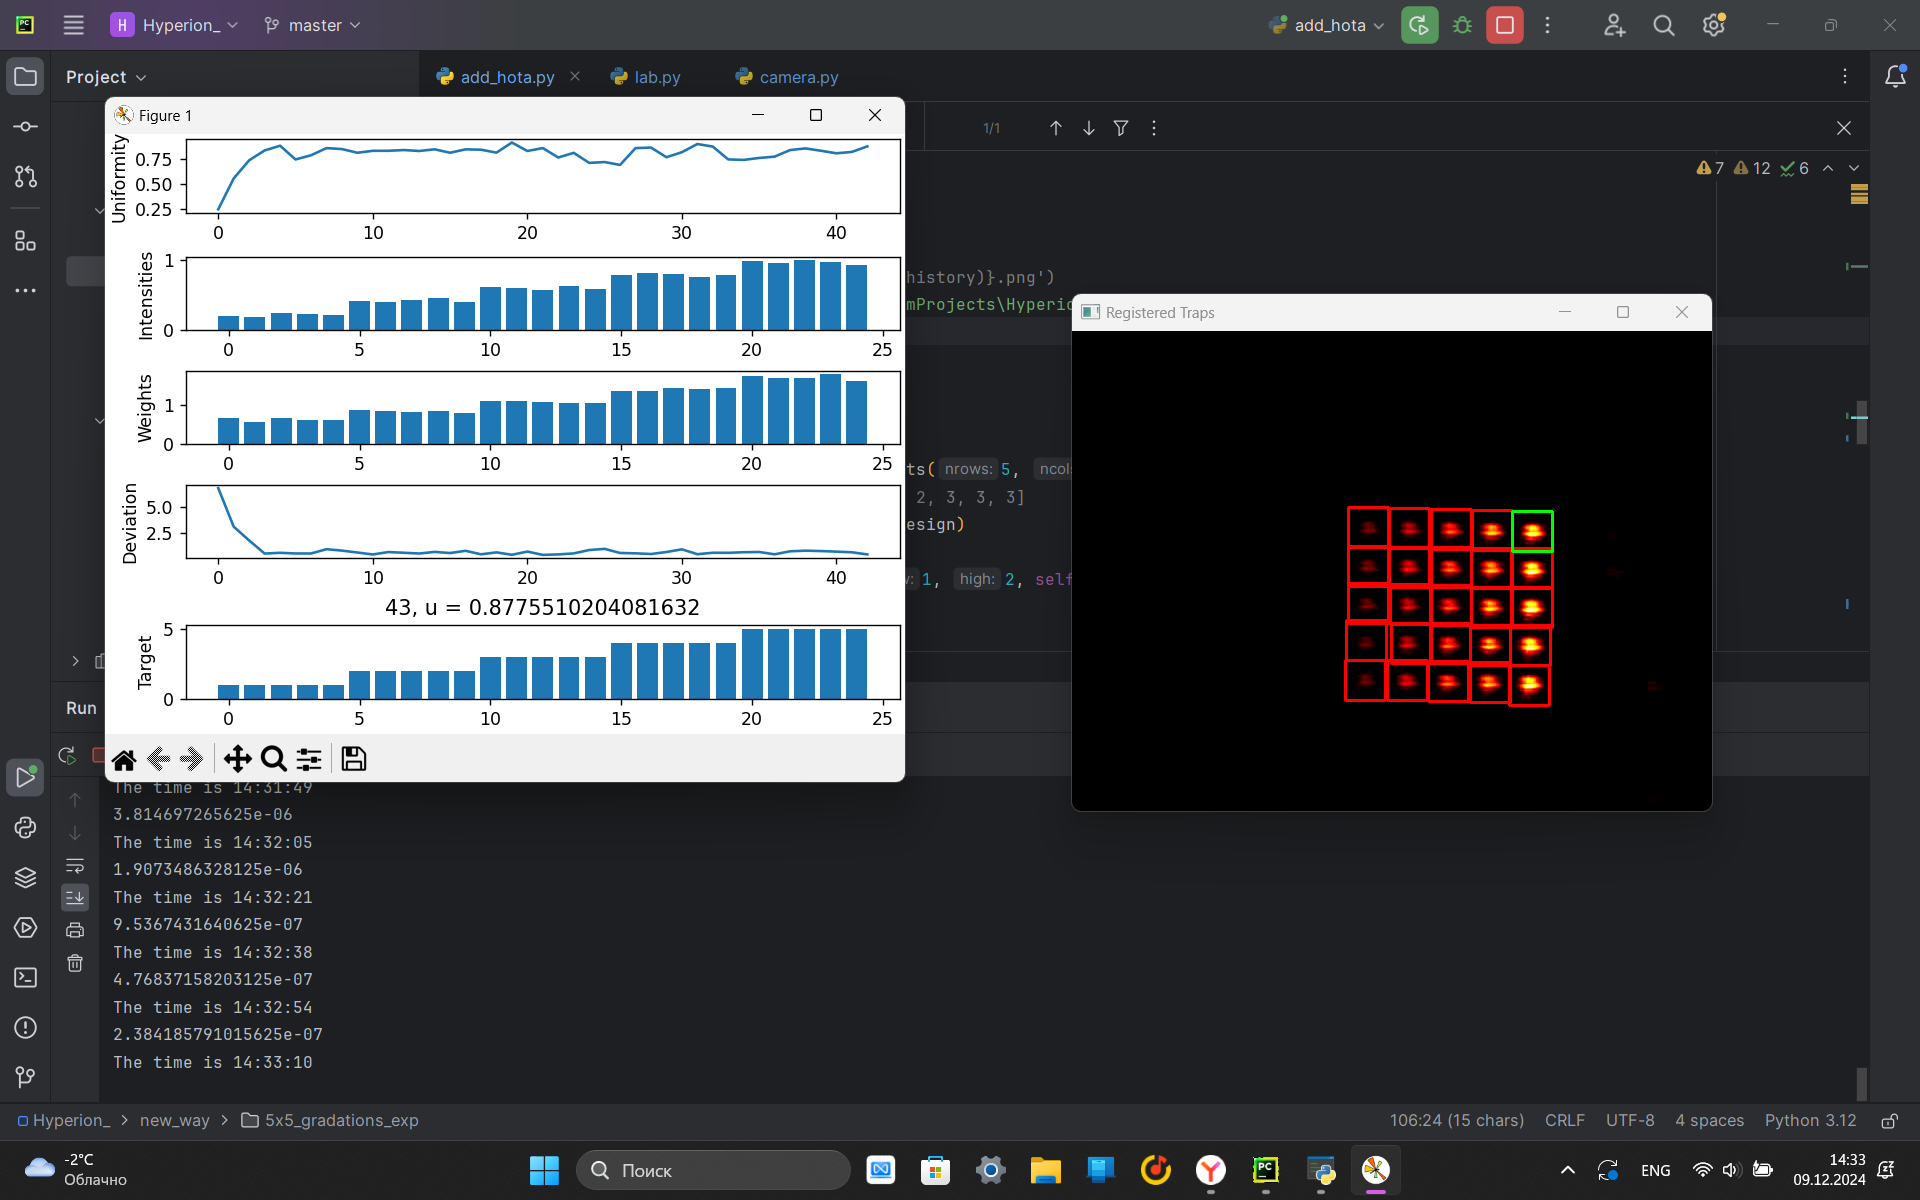 H Hyperion_ master add_hota
Project add_hota.py lab.py camera.py
Figure 1
1/1
7 12 6
Uniformity
0.75
0.50
0.25
0 10 20 30 40
Intensities
1
0
0 5 10 15 20 25
Weights
1
0
0 5 10 15 20 25
Deviation
5.0
2.5
0 10 20 30 40
43, u = 0.8775510204081632
Target
5
0
0 5 10 15 20 25
history)}.png')
mProjects\Hyperio
ts( nrows: 5, ncol
2, 3, 3, 3]
esign)
: 1, high: 2, self
Registered Traps
Run
The time is 14:31:49
3.814697265625e-06
The time is 14:32:05
1.9073486328125e-06
The time is 14:32:21
9.5367431640625e-07
The time is 14:32:38
4.76837158203125e-07
The time is 14:32:54
2.384185791015625e-07
The time is 14:33:10
Hyperion_ > new_way > 5x5_gradations_exp
106:24 (15 chars) CRLF UTF-8 4 spaces Python 3.12
-2°C
Облачно
Поиск
PC
ENG
14:33
09.12.2024